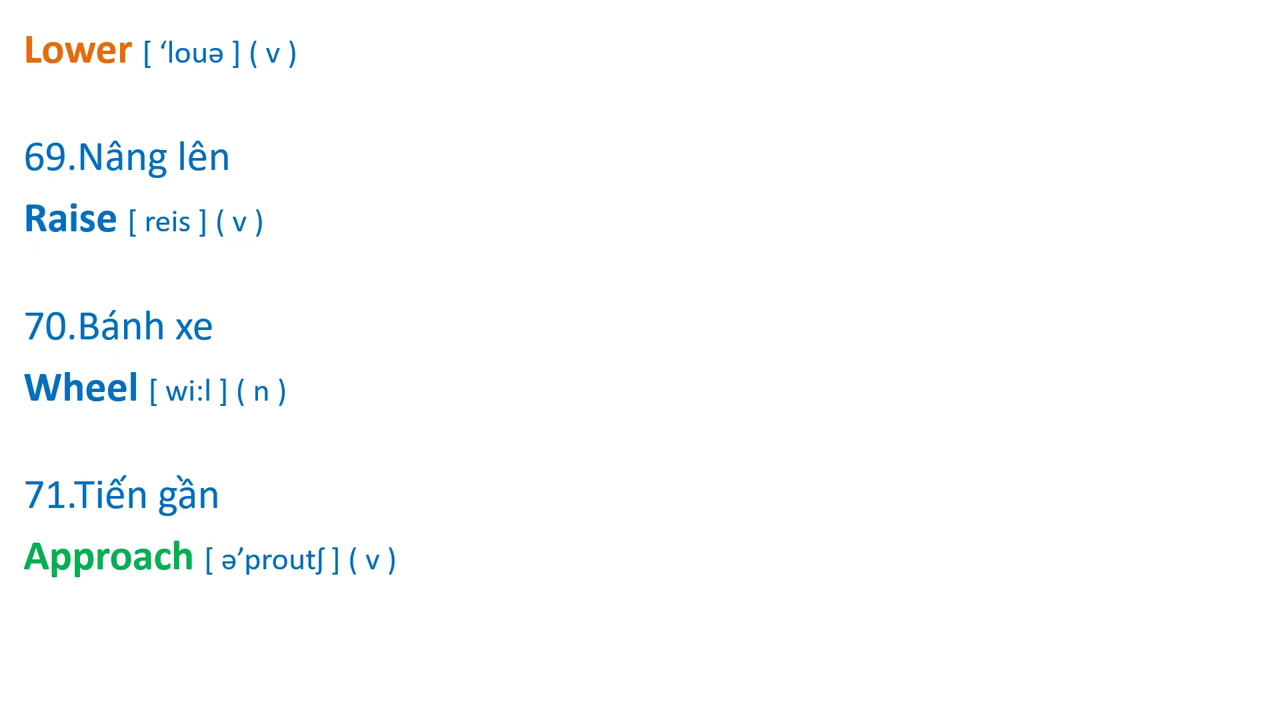 Lower [ ‘louə ] ( v )
69.Nâng lên
Raise [ reis ] ( v )
70.Bánh xe
Wheel [ wi:l ] ( n )
71.Tiến gần
Approach [ ə’proutʃ ] ( v )